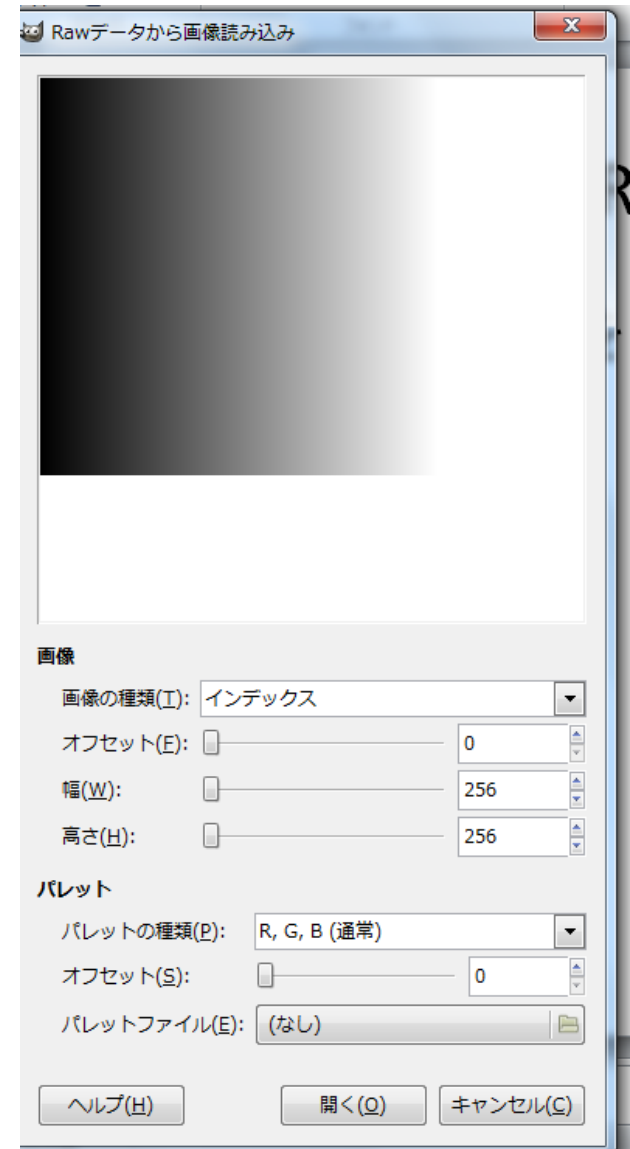 Rawデータから画像読み込み
R
画像
画像の種類(T): インデックス
オフセット(F): 0
幅(W): 256
高さ(H): 256
パレット
パレットの種類(P): R, G, B (通常)
オフセット(S): 0
パレットファイル(E): (なし)
ヘルプ(H) 開く(O) キャンセル(C)